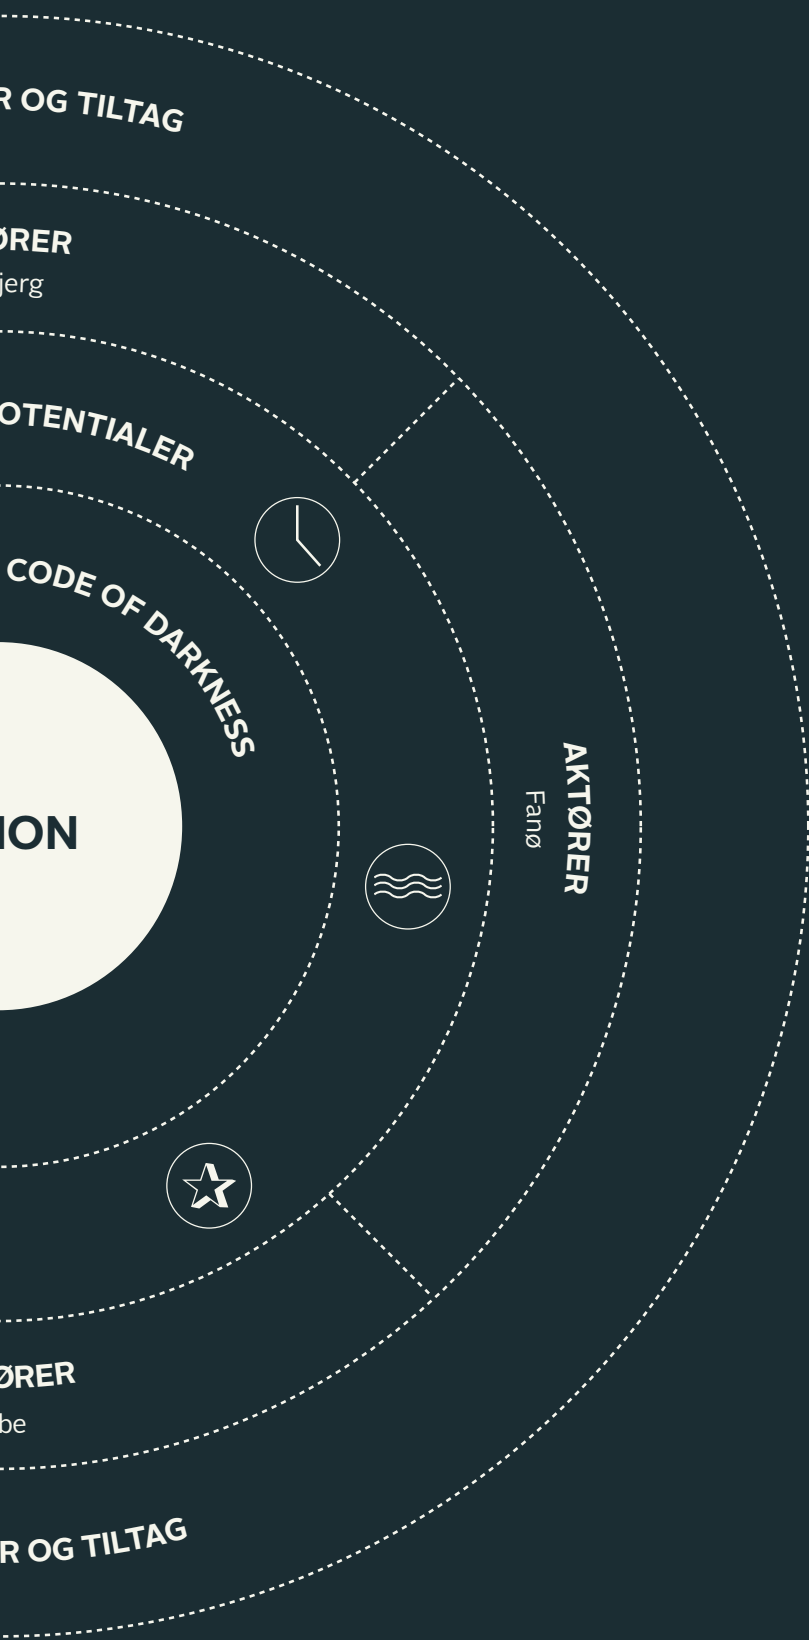 R OG TILTAG
ØRER
jerg
OTENTIALER
CODE OF DARKNESS
ION
AKTØRER
Fanø
ØRER
be
R OG TILTAG